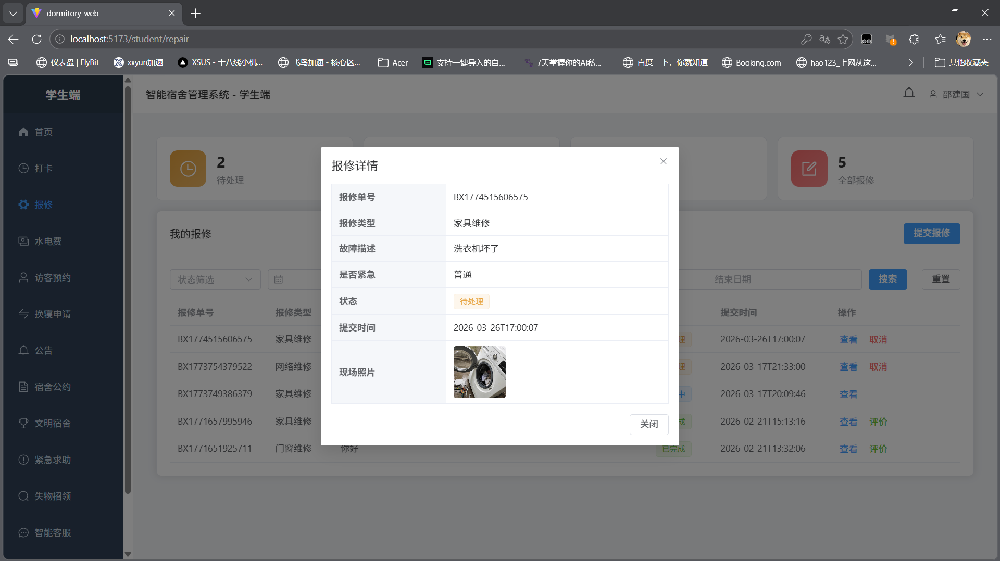 dormitory-web
localhost:5173/student/repair
仪表盘 | FlyBit
xxyun加速
XSUS - 十八线小机...
飞鸟加速 - 核心区...
Acer
支持一键导入的自...
7天掌握你的AI私...
百度一下，你就知道
Booking.com
hao123_上网从这...
其他收藏夹
学生端
智能宿舍管理系统 - 学生端
邵建国
首页
打卡
报修
水电费
访客预约
换寝申请
公告
宿舍公约
文明宿舍
紧急求助
失物招领
智能客服
2
待处理
5
全部报修
我的报修
提交报修
状态筛选
结束日期
搜索
重置
报修单号 报修类型 提交时间 操作
BX1774515606575 家具维修 理 2026-03-26T17:00:07 查看 取消
BX1773754379522 网络维修 理 2026-03-17T21:33:00 查看 取消
BX1773749386379 家具维修 中 2026-03-17T20:09:46 查看
BX1771657995946 家具维修 成 2026-02-21T15:13:16 查看 评价
BX1771651925711 门窗维修 你好 已完成 2026-02-21T13:32:06 查看 评价
报修详情
报修单号 BX1774515606575
报修类型 家具维修
故障描述 洗衣机坏了
是否紧急 普通
状态 待处理
提交时间 2026-03-26T17:00:07
现场照片
关闭